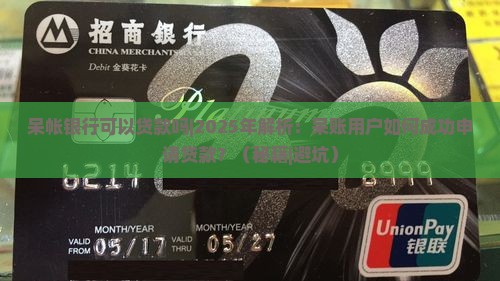 招商银行
CHINA MERCHANTS
Debit 金葵花卡
Platinum
呆帐银行可以贷款吗2025年解析：呆账用户如何成功申
请贷款？（秘籍|避坑）
6214
8999
MONTH/YEAR
MONTH/YEAR
VALID FROM 05/17
VALID THRU 05/27
UnionPay
银联